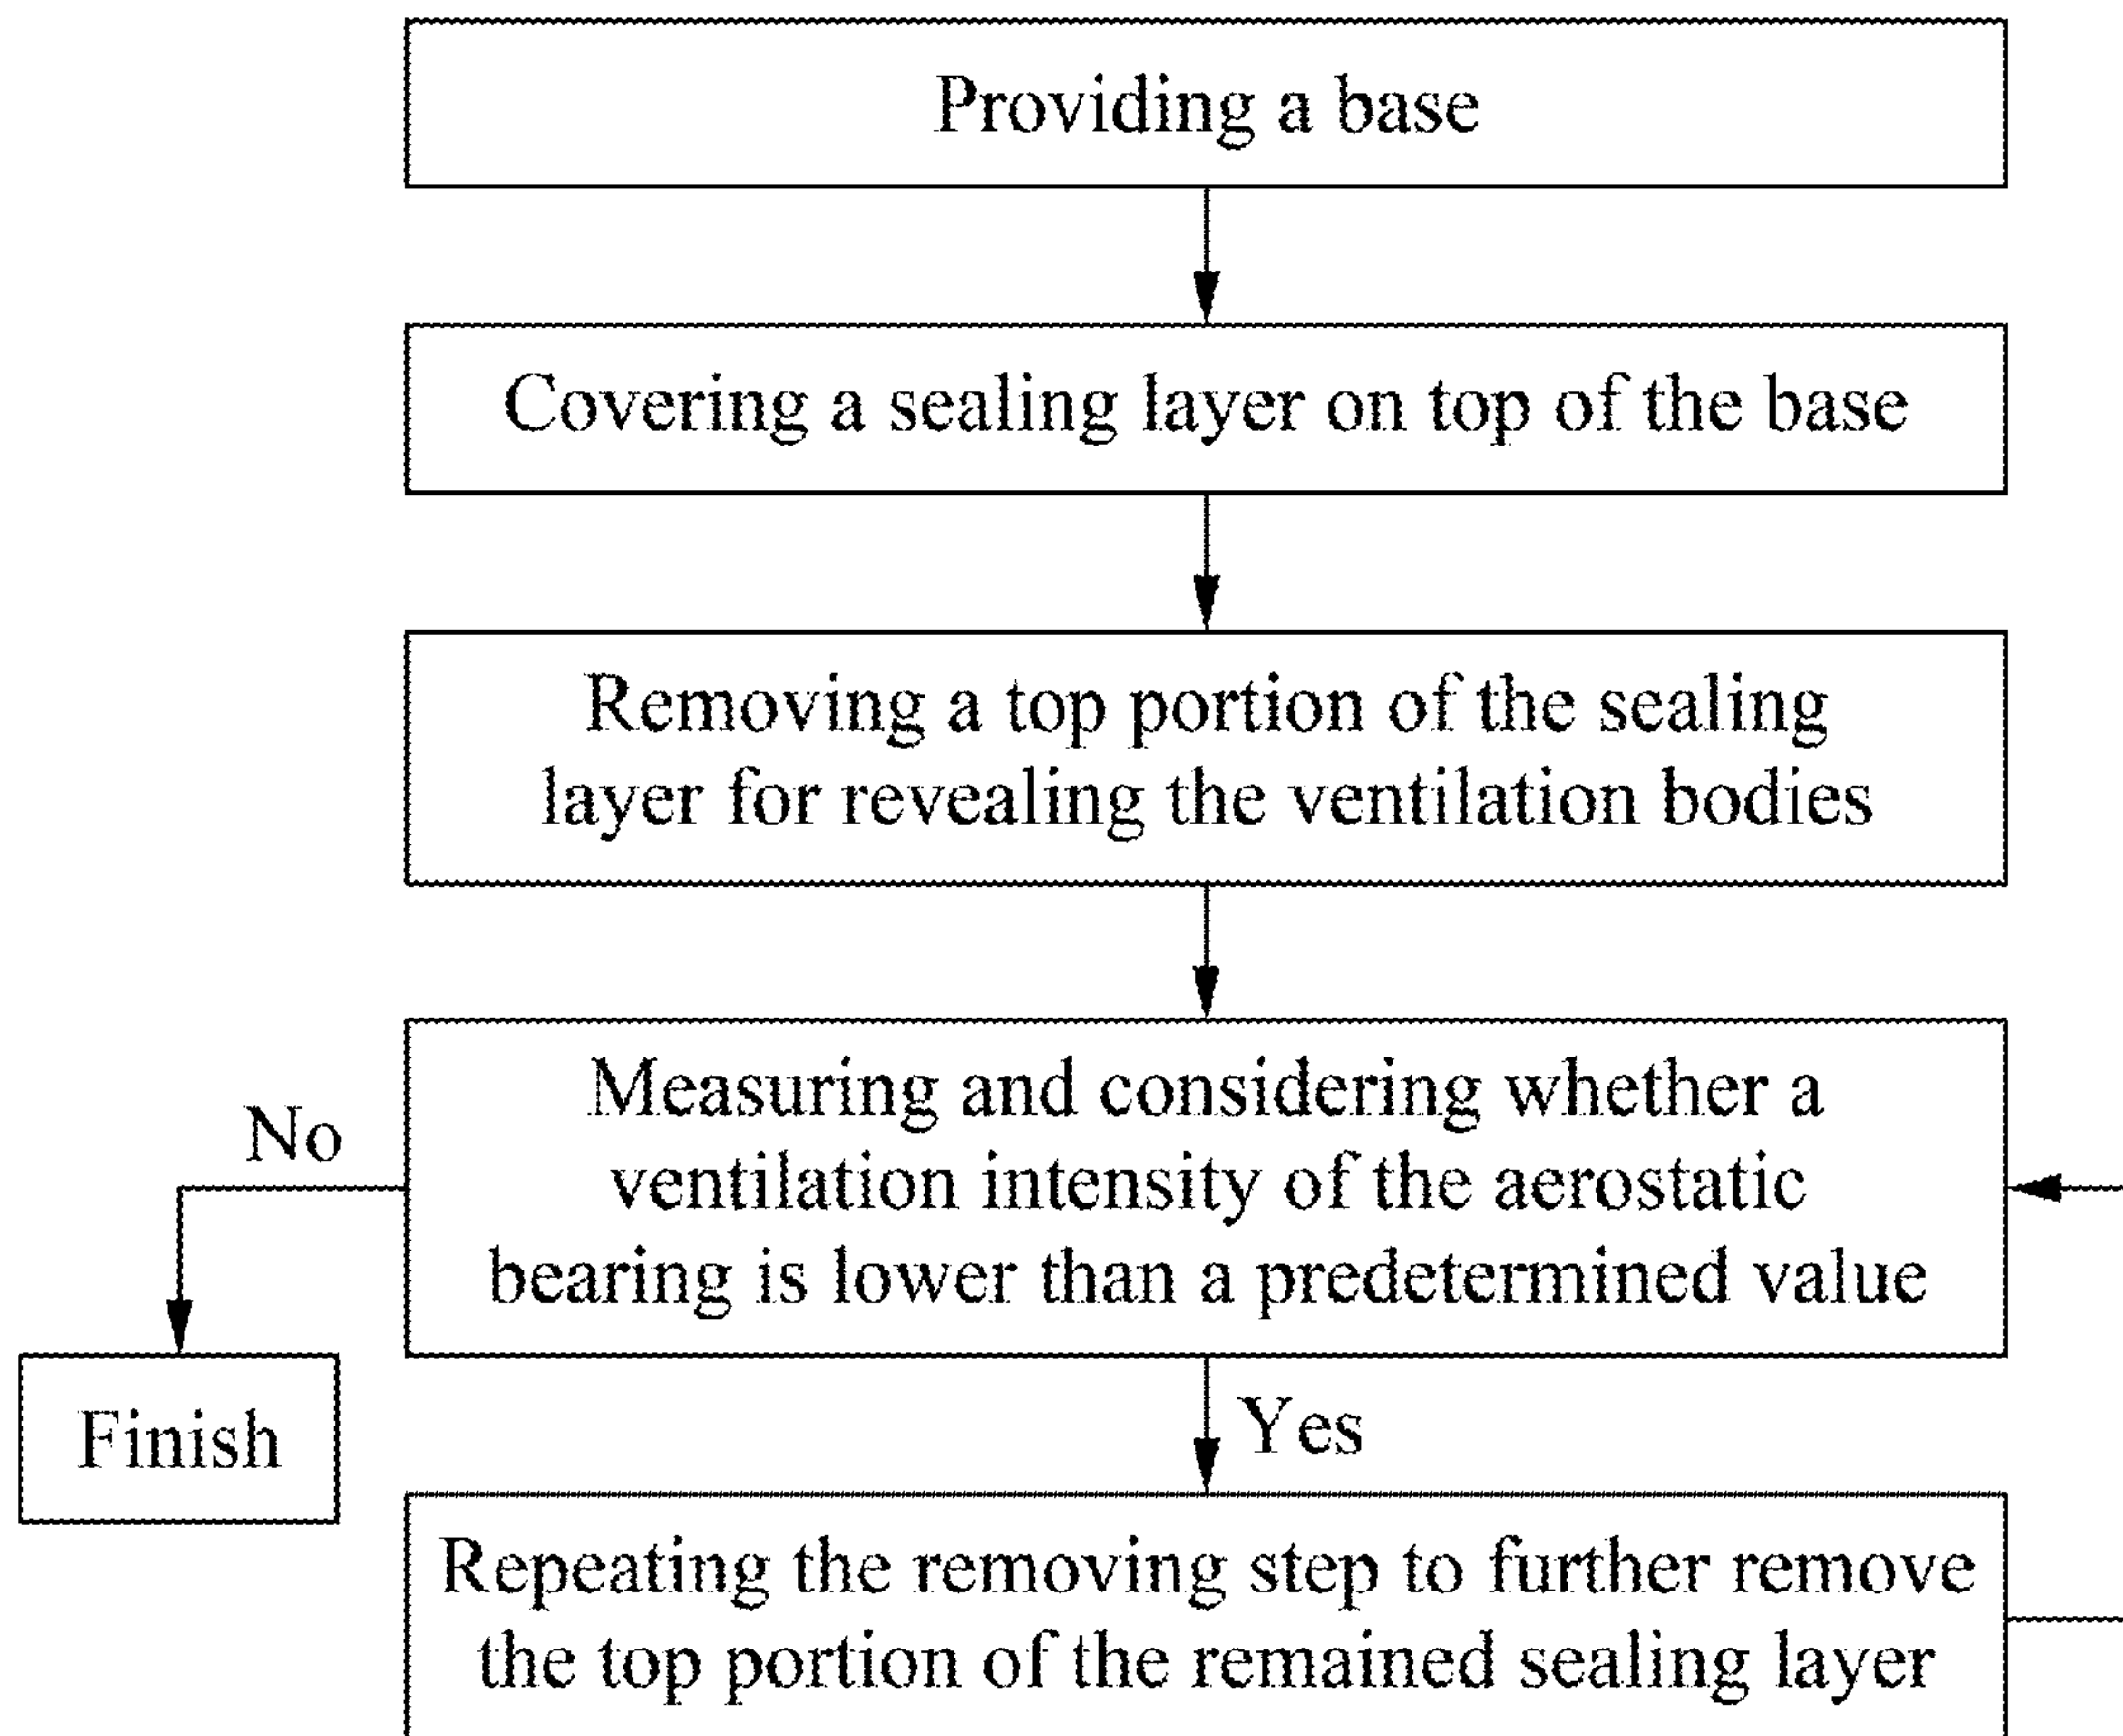 Providing a base
Covering a sealing layer on top of the base
Removing a top portion of the sealing
layer for revealing the ventilation bodies
Measuring and considering whether a
ventilation intensity of the aerostatic
bearing is lower than a predetermined value
No
Finish
Yes
Repeating the removing step to further remove
the top portion of the remained sealing layer